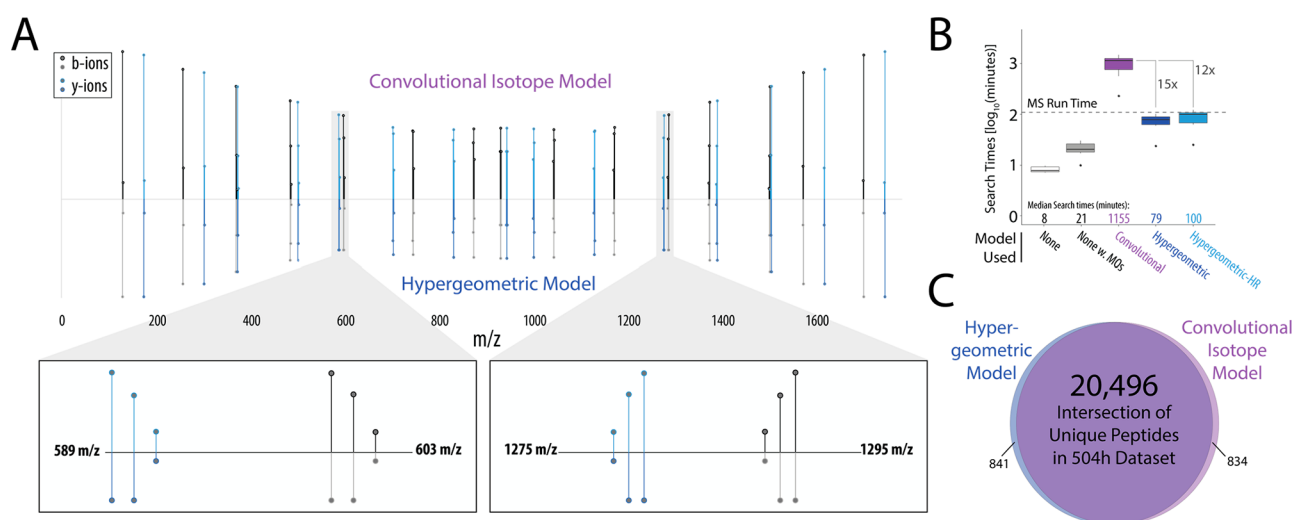 A
b-ions
y-ions
Convolutional Isotope Model
Hypergeometric Model
0
200
400
600
800
1000
1200
1400
1600
m/z
589 m/z
603 m/z
1275 m/z
1295 m/z
B
Search Times [log10(minutes)]
3
2
1
0
MS Run Time
15x
12x
Median Search times (minutes):
8
21
1155
79
100
Model
Used
None
None w. MOs
Convolutional
Hypergeometric
Hypergeometric-HR
C
Hyper-
geometric
Model
Convolutional
Isotope
Model
20,496
Intersection of
Unique Peptides
in 504h Dataset
841
834